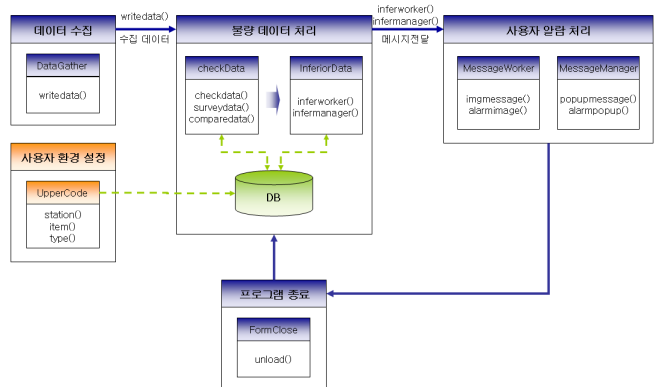 데이터 수집
DataGather
writedata()
writedata()
수집 데이터
불량 데이터 처리
checkData
checkdata()
surveydata()
comparedata()
InferiorData
inferworker()
infermanager()
DB
inferworker()
infermanager()
메시지전달
사용자 알람 처리
MessageWorker
imgmessage()
alarmimage()
MessageManager
popupmessage()
alarmpopup()
사용자 환경 설정
UpperCode
station()
item()
type()
프로그램 종료
FormClose
unload()